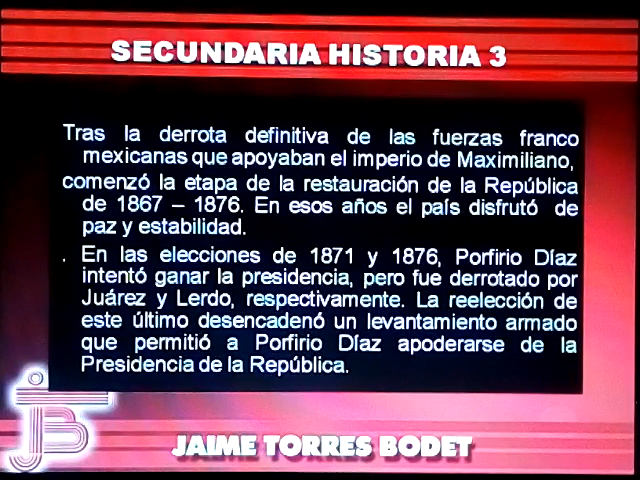 SECUNDARIA HISTORIA 3
Tras la derrota definitiva de las fuerzas franco
mexicanas que apoyaban el imperio de Maximiliano,
comenzó la etapa de la restauración de la República
de 1867 – 1876. En esos años el país disfrutó de
paz y estabilidad.
. En las elecciones de 1871 y 1876, Porfirio Díaz
intentó ganar la presidencia, pero fue derrotado por
Juárez y Lerdo, respectivamente. La reelección de
este último desencadenó un levantamiento armado
que permitió a Porfirio Díaz apoderarse de la
Presidencia de la República.
JB
JAIME TORRES BODET